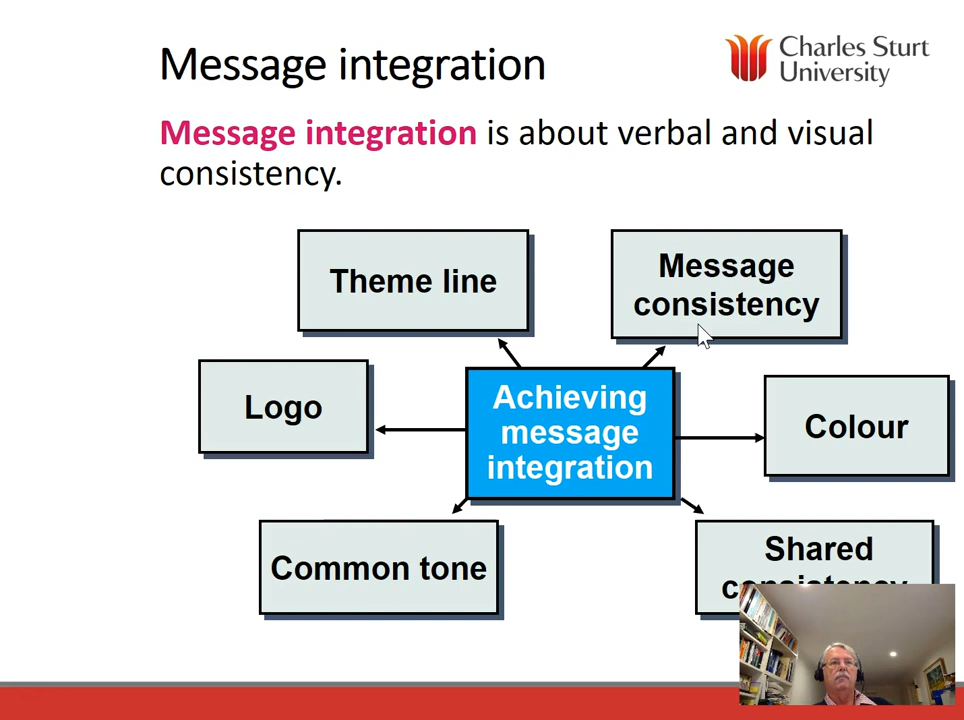 Message integration
Charles Sturt
University
Message integration is about verbal and visual
consistency.
Theme line
Message
consistency
Logo
Achieving
message
integration
Colour
Common tone
Shared
consistency